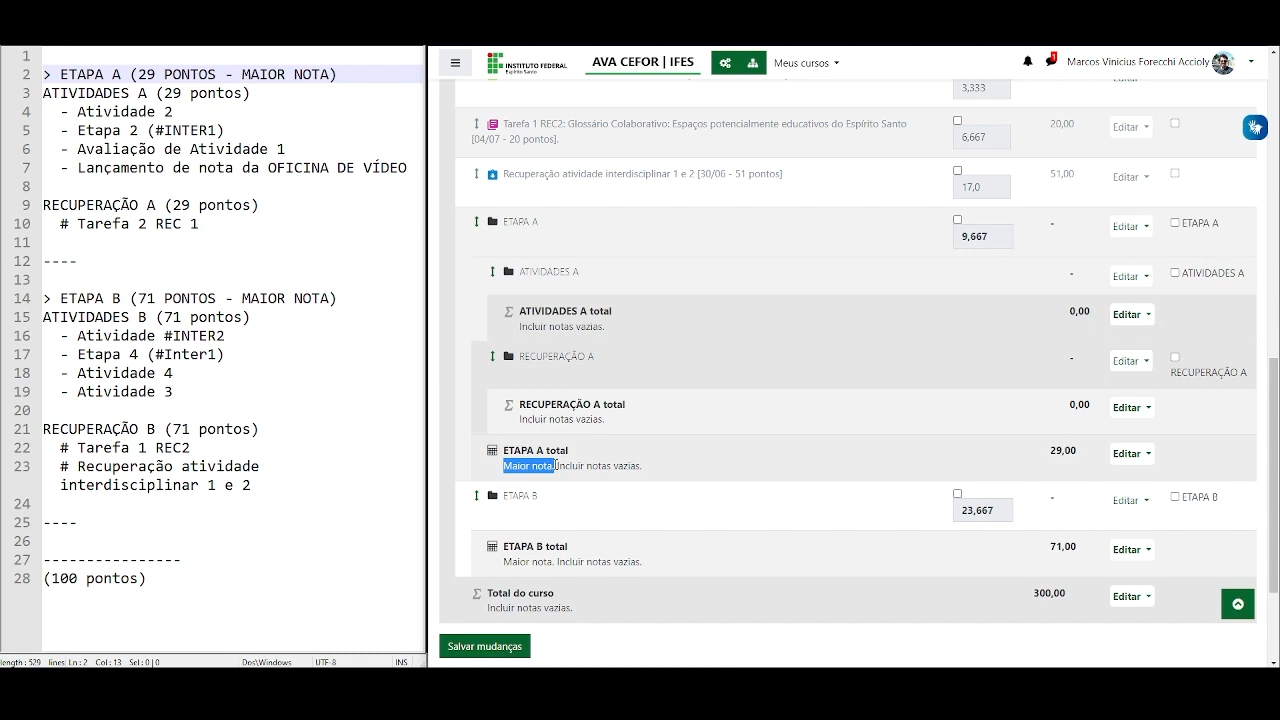 1
2 > ETAPA A (29 PONTOS - MAIOR NOTA)
3 ATIVIDADES A (29 pontos)
4 - Atividade 2
5 - Etapa 2 (#INTER1)
6 - Avaliação de Atividade 1
7 - Lançamento de nota da OFICINA DE VÍDEO
8
9 RECUPERAÇÃO A (29 pontos)
10 # Tarefa 2 REC 1
11
12 ----
13
14 > ETAPA B (71 PONTOS - MAIOR NOTA)
15 ATIVIDADES B (71 pontos)
16 - Atividade #INTER2
17 - Etapa 4 (#Inter1)
18 - Atividade 4
19 - Atividade 3
20
21 RECUPERAÇÃO B (71 pontos)
22 # Tarefa 1 REC2
23 # Recuperação atividade
interdisciplinar 1 e 2
24
25 ----
26
27 ----------------
28 (100 pontos)
length: 529 lines Ln: 2 Col: 13 Sel: 0 | 0 Dos\Windows UTF-8 INS
INSTITUTO FEDERAL
Espírito Santo
AVA CEFOR | IFES
Meus cursos
1
Marcos Vinicius Forecchi Accioly
3,333
Tarefa 1 REC2: Glossário Colaborativo: Espaços potencialmente educativos do Espírito Santo
[04/07 - 20 pontos].
6,667
20,00
Editar
Recuperação atividade interdisciplinar 1 e 2 [30/06 - 51 pontos]
17,0
51,00
Editar
ETAPA A
9,667
-
Editar
ETAPA A
ATIVIDADES A
-
Editar
ATIVIDADES A
Σ ATIVIDADES A total
Incluir notas vazias.
0,00
Editar
RECUPERAÇÃO A
-
Editar
RECUPERAÇÃO A
Σ RECUPERAÇÃO A total
Incluir notas vazias.
0,00
Editar
ETAPA A total
Maior nota. Incluir notas vazias.
29,00
Editar
ETAPA B
23,667
-
Editar
ETAPA B
ETAPA B total
Maior nota. Incluir notas vazias.
71,00
Editar
Σ Total do curso
Incluir notas vazias.
300,00
Editar
Salvar mudanças